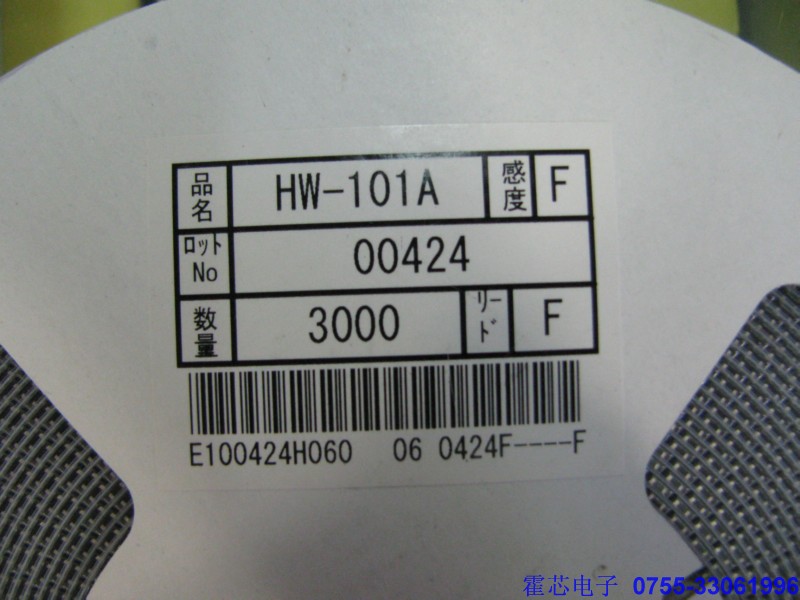 品名 HW-101A 感度 F
ロット No 00424
数量 3000 リード F
E100424H060 06 0424F----F
霍芯电子 0755-33061996